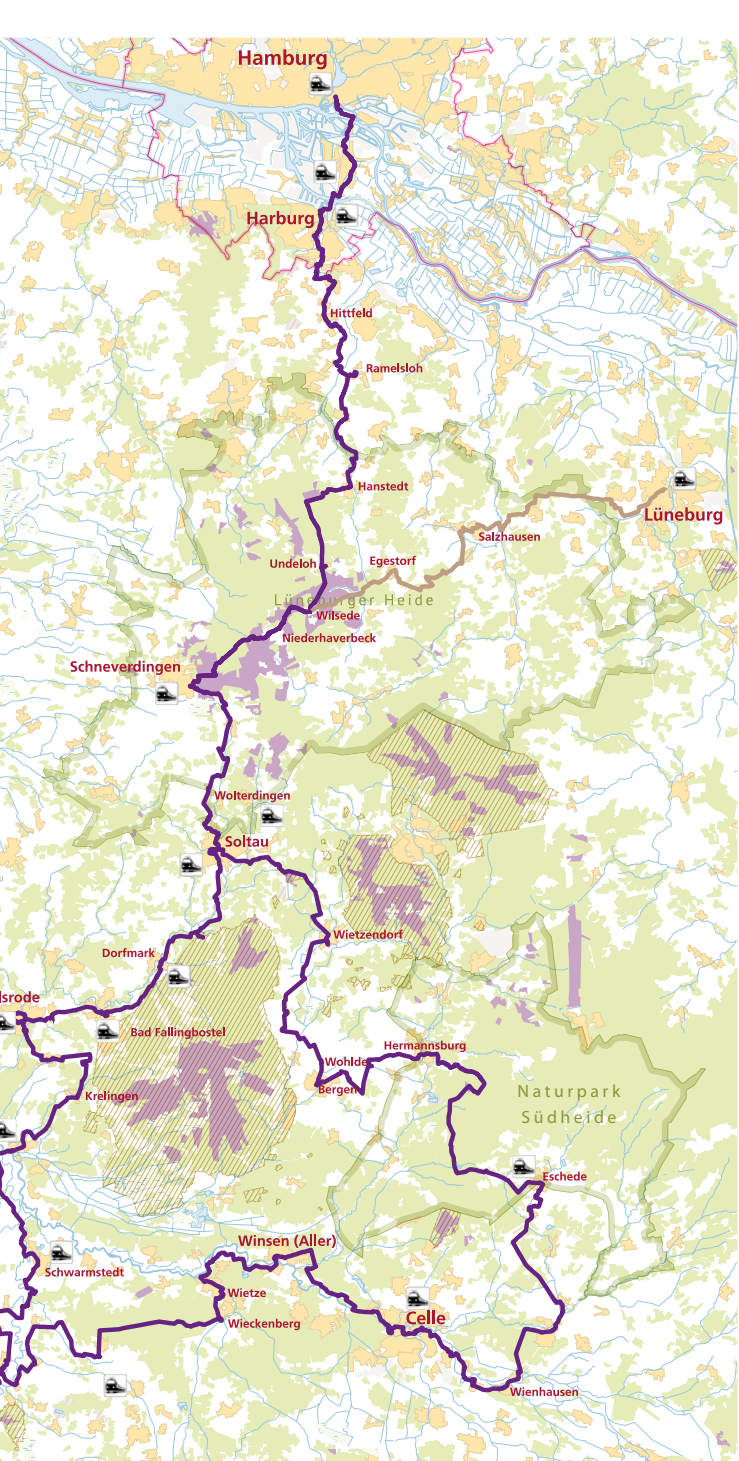 Hamburg
Harburg
Hittfeld
Ramelsloh
Hanstedt
Lüneburg
Salzhausen
Egestorf
Undeloh
Lüneburger Heide
Wilsede
Niederhaverbeck
Schneverdingen
Wolterdingen
Soltau
Wietzendorf
Dorfmark
lsrode
Bad Fallingbostel
Hermannsburg
Wohlde
Bergen
Krelingen
Naturpark
Südheide
Eschede
Winsen (Aller)
Schwarmstedt
Wietze
Celle
Wieckenberg
Wienhausen